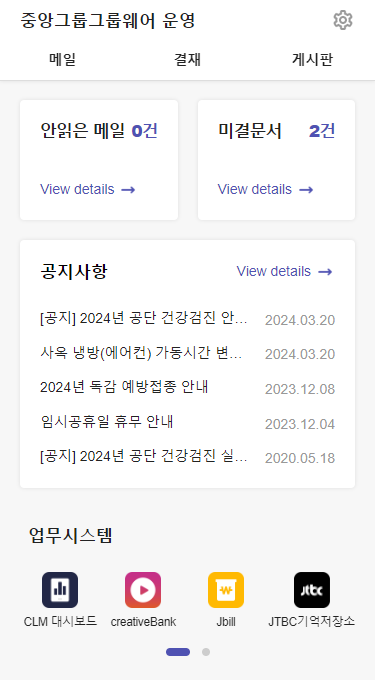 중앙그룹그룹웨어 운영
메일 결재 게시판
안읽은 메일 0건
View details →
미결문서 2건
View details →
공지사항 View details →
[공지] 2024년 공단 건강검진 안... 2024.03.20
사옥 냉방(에어컨) 가동시간 변... 2024.03.20
2024년 독감 예방접종 안내 2023.12.08
임시공휴일 휴무 안내 2023.12.04
[공지] 2024년 공단 건강검진 실... 2020.05.18
업무시스템
jtbc
CLM 대시보드 creativeBank Jbill JTBC기억저장소